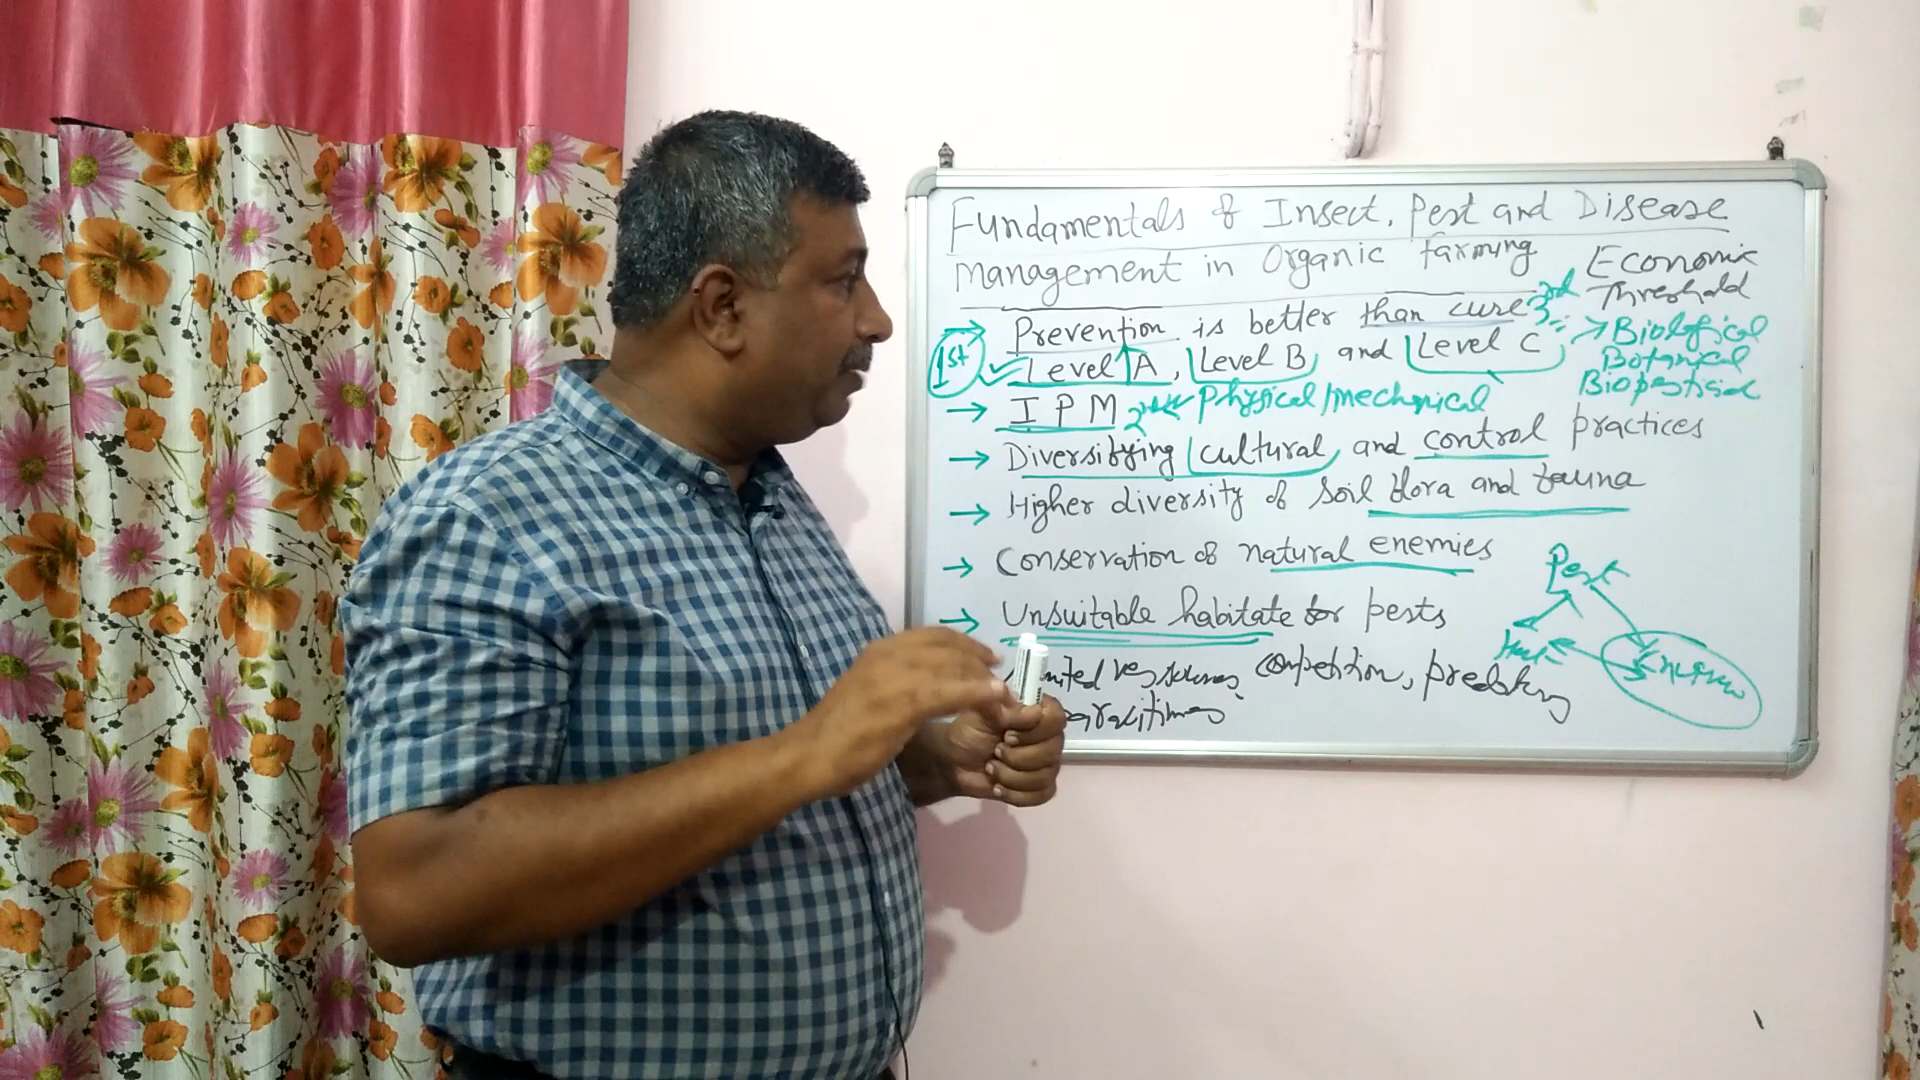 Fundamentals of Insect, Pest and Disease
management in Organic farming
Economic
Threshold
→ Prevention is better than cure 3rd
→ Biological
Botanical
Biopesticid
1st Level A, Level B and Level C
→ IPM 2nd Physical/mechanical
→ Diversifying cultural and control practices
→ Higher diversity of soil flora and fauna
→ Conservation of natural enemies
→ Unsuitable habitate for pests
Pest
competition,